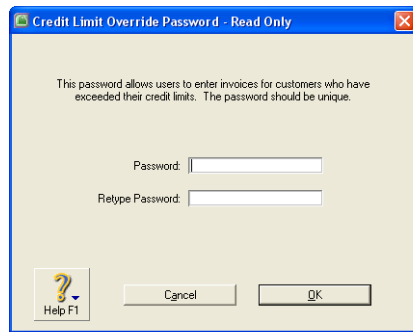 Credit Limit Override Password - Read Only
This password allows users to enter invoices for customers who have
exceeded their credit limits. The password should be unique.
Password:
Retype Password:
Help F1
Cancel
OK